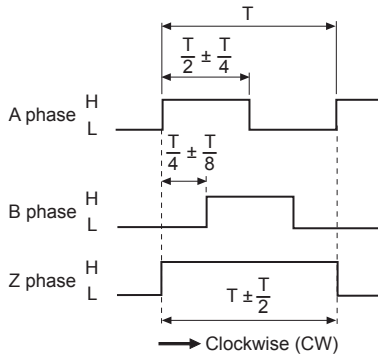 T
T/2 ± T/4
A phase H
L
T/4 ± T/8
B phase H
L
Z phase H
L
T ± T/2
Clockwise (CW)